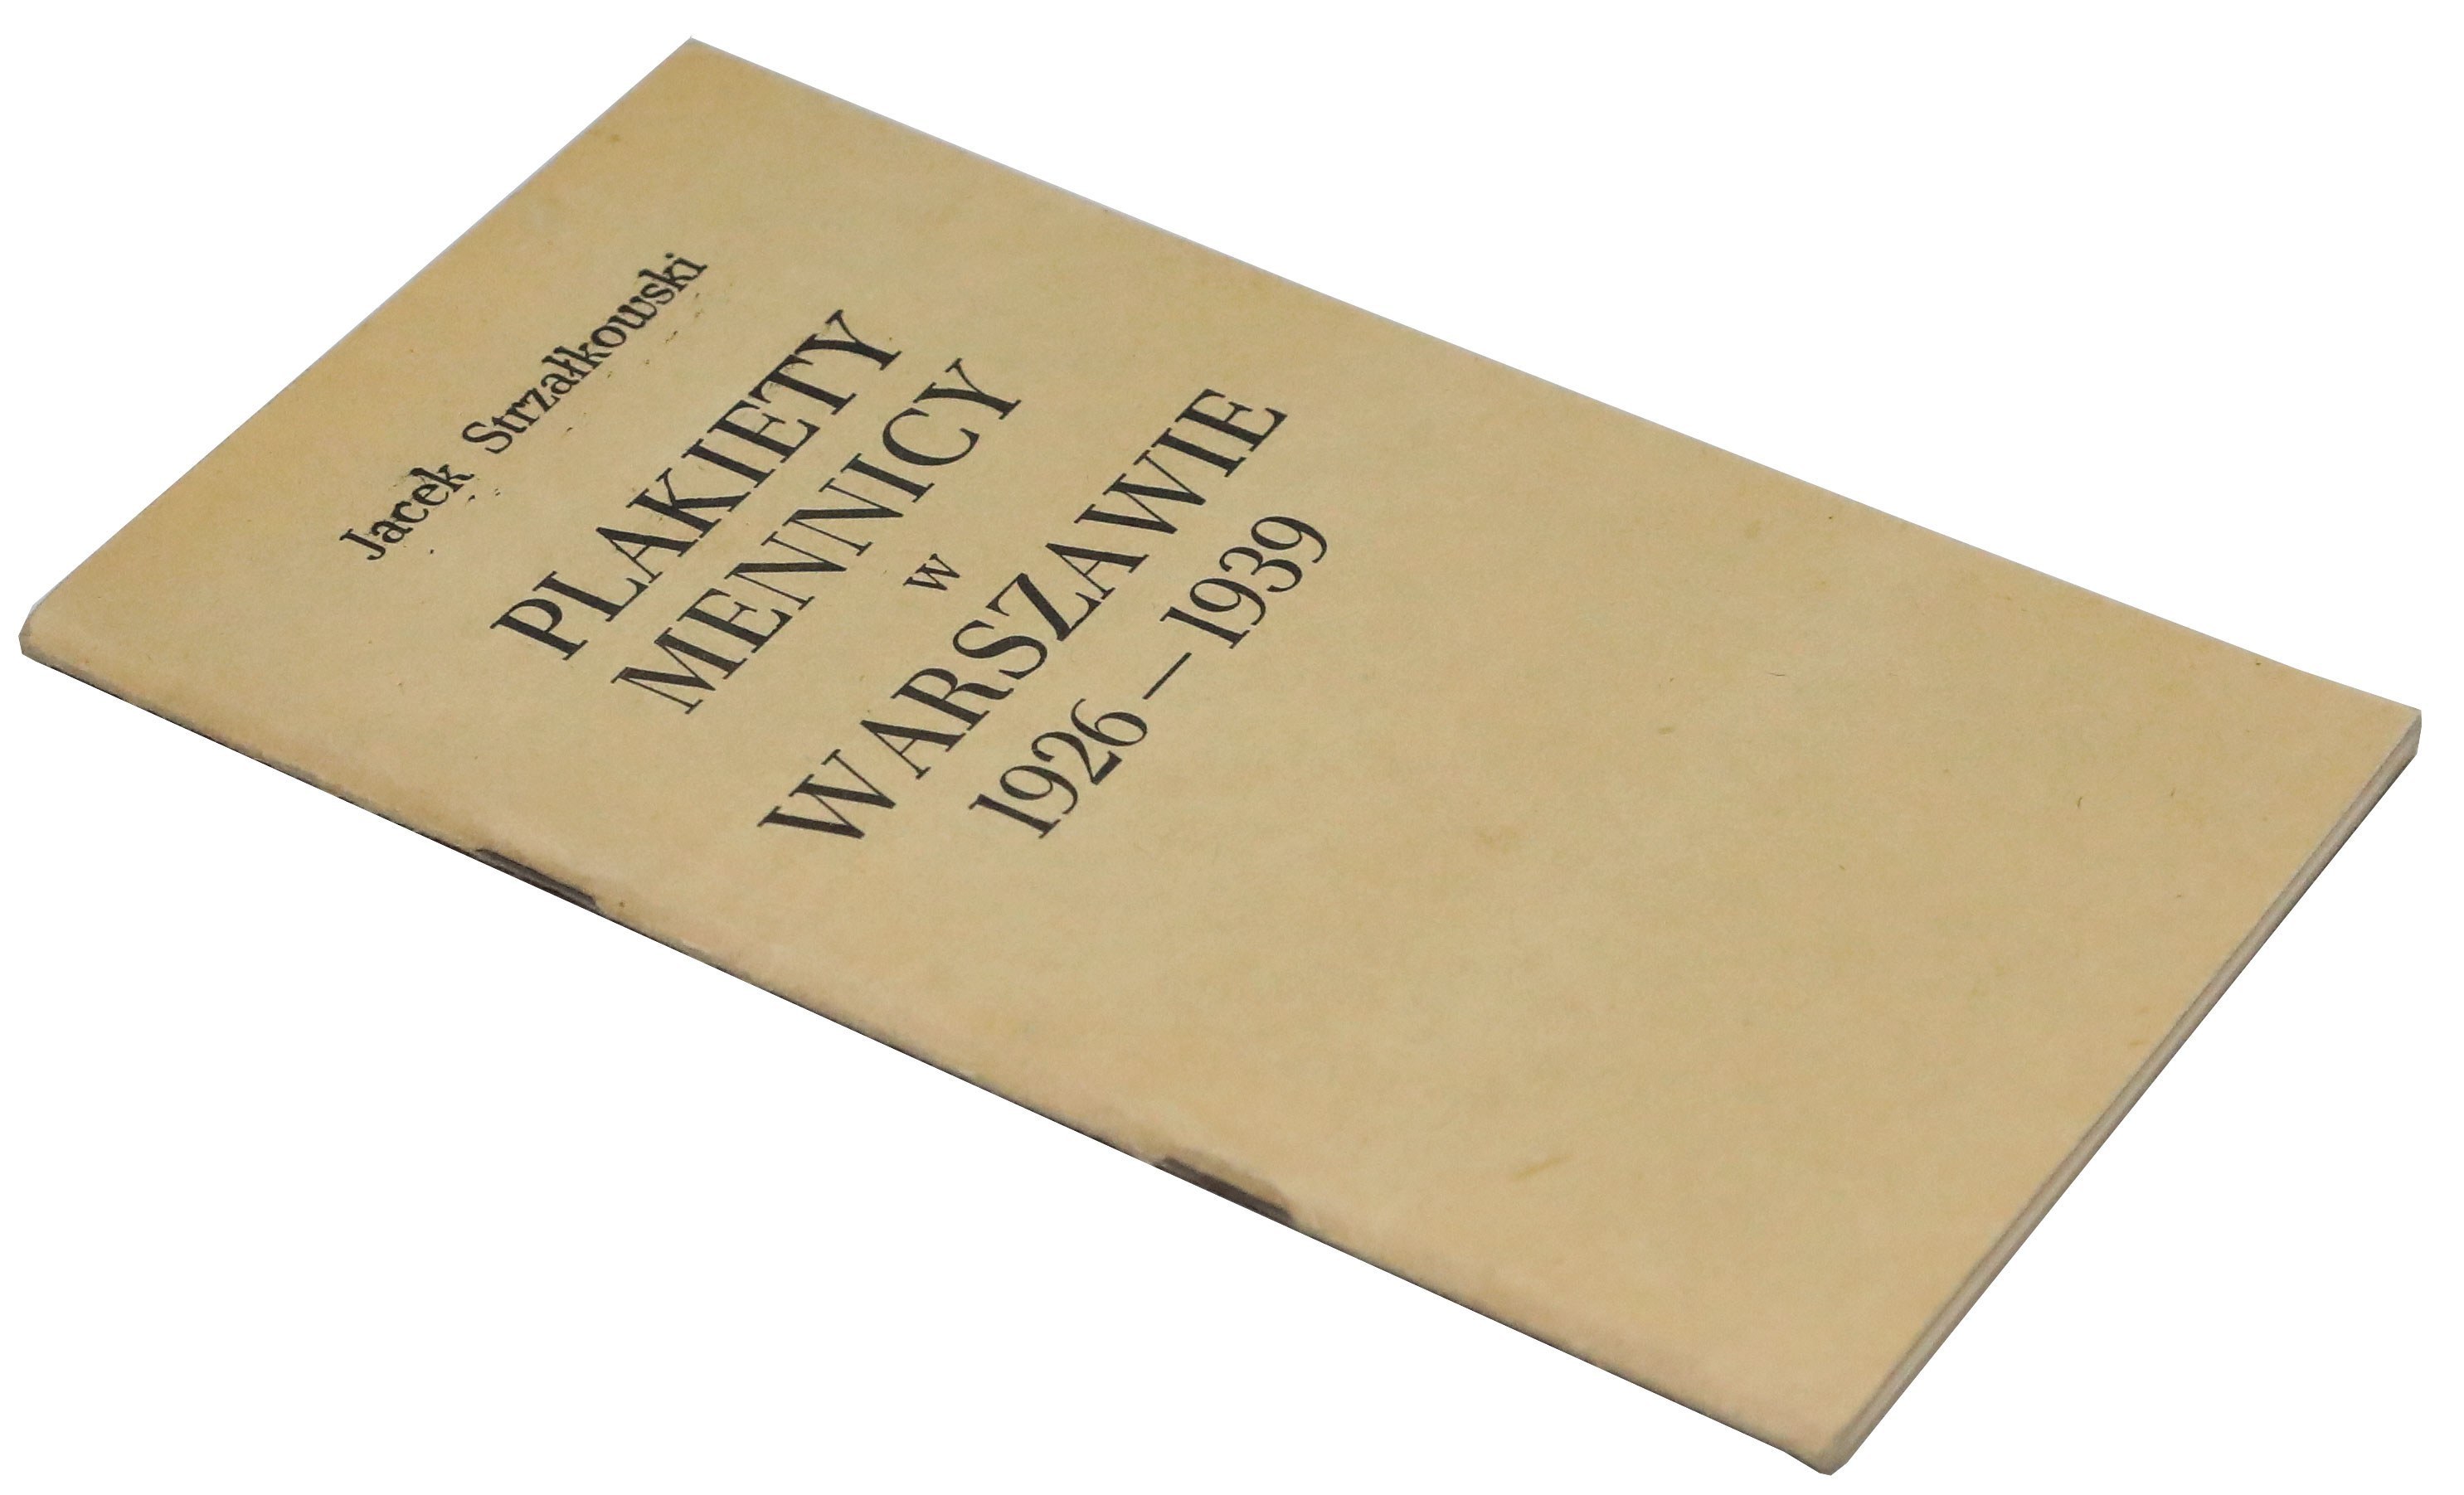 Jacek Strzałkowski
PLAKIETY
MENNICY
w
WARSZAWIE
1926—1939